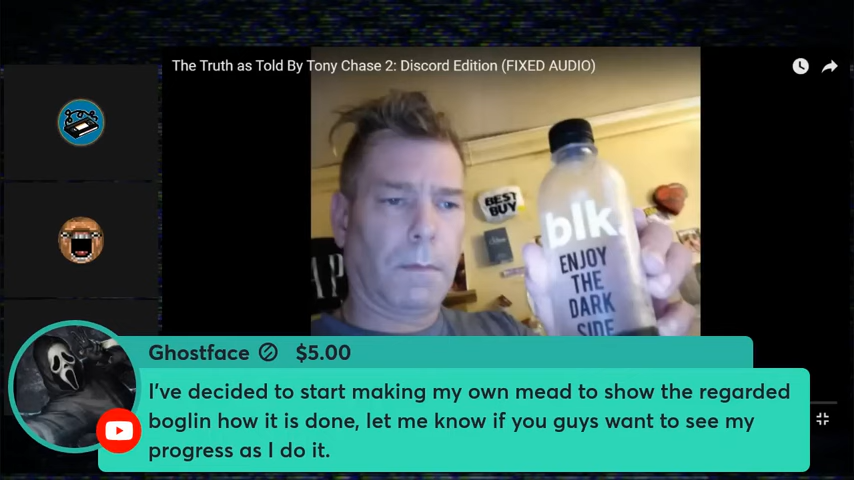 The Truth as Told By Tony Chase 2: Discord Edition (FIXED AUDIO)
BEST
BUY
blk.
ENJOY
THE
DARK
SIDE
Ghostface $5.00
I've decided to start making my own mead to show the regarded
boglin how it is done, let me know if you guys want to see my
progress as I do it.